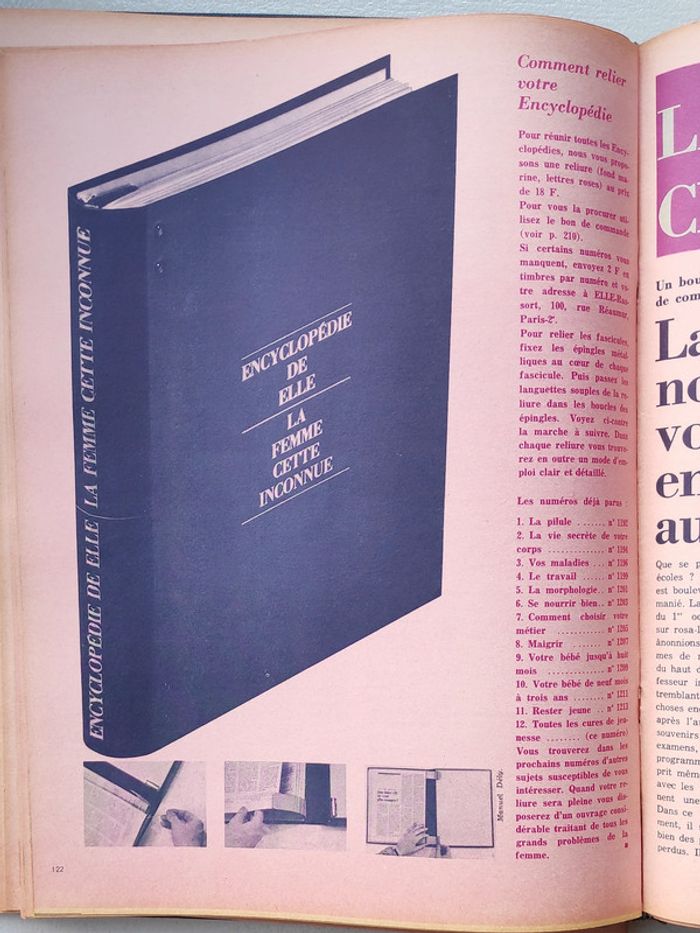 ENCYCLOPÉDIE DE ELLE / LA FEMME CETTE INCONNUE
ENCYCLOPÉDIE
DE
ELLE
LA
FEMME
CETTE
INCONNUE
Manuel Déby.
122
Comment relier
votre
Encyclopédie
Pour réunir toutes les Ency-
clopédies, nous vous propo-
sons une reliure (fond ma-
rine, lettres roses) au prix
de 18 F.
Pour vous la procurer uti-
lisez le bon de commande
(voir p. 210).
Si certains numéros vous
manquent, envoyez 2 F en
timbres par numéro et vo-
tre adresse à ELLE-Ras-
sort, 100, rue Réaumur,
Paris-2e.
Pour relier les fascicules,
fixez les épingles métal-
liques au cœur de chaque
fascicule. Puis passez les
languettes souples de la re-
liure dans les boucles des
épingles. Voyez ci-contre
la marche à suivre. Dans
chaque reliure vous trouve-
rez en outre un mode d'em-
ploi clair et détaillé.
Les numéros déjà parus :
1. La pilule ....... n° 1192
2. La vie secrète de votre
corps ............... n° 1194
3. Vos maladies ... n° 1196
4. Le travail ...... n° 1199
5. La morphologie.. n° 1201
6. Se nourrir bien.. n° 1203
7. Comment choisir votre
métier ............ n° 1205
8. Maigrir ........ n° 1207
9. Votre bébé jusqu'à huit
mois ............... n° 1209
10. Votre bébé de neuf mois
à trois ans ........ n° 1211
11. Rester jeune .. n° 1213
12. Toutes les cures de jeu-
nesse ........ (ce numéro)
Vous trouverez dans les
prochains numéros d'autres
sujets susceptibles de vous
intéresser. Quand votre re-
liure sera pleine vous dis-
poserez d'un ouvrage consi-
dérable traitant de tous les
grands problèmes de la
femme.
Un bou
de com
La
no
vo
en
au
Que se p
écoles ?
est boulev
manié. La
du 1er oc
sur rosa-l
ânonnions
mes de r
du haut d
fesseur i
tremblant
choses en
après l'a
souvenirs
examens,
programm
prit même
avec les
nent une
Dans ce
ment, il
bien des
perdus. Il